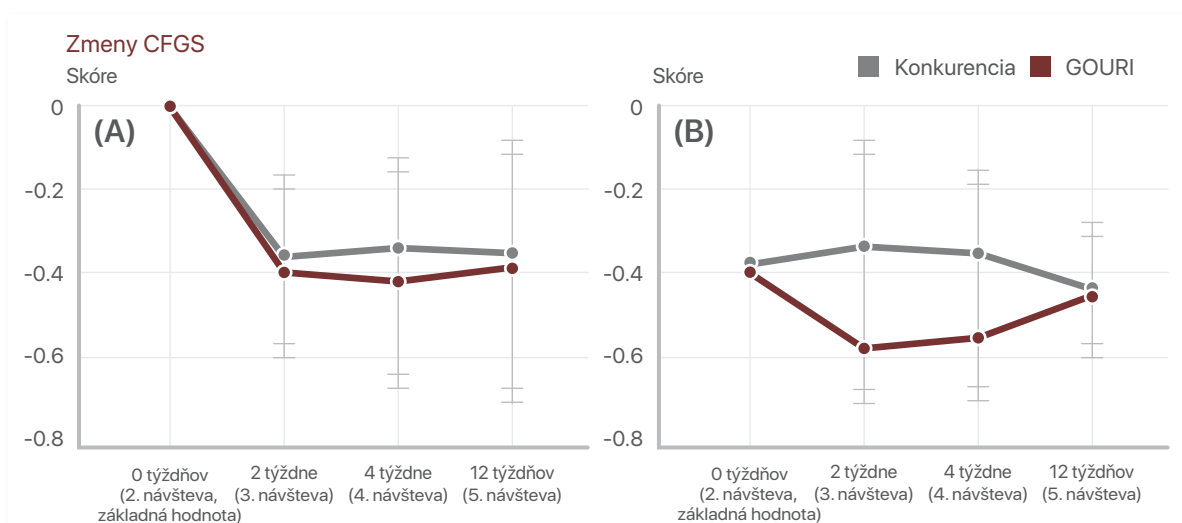 Zmeny CFGS
Skóre
Skóre
Konkurencia
GOURI
(A)
0
-0.2
-0.4
-0.6
-0.8
0 týždňov
(2. návšteva,
základná hodnota)
2 týždne
(3. návšteva)
4 týždne
(4. návšteva)
12 týždňov
(5. návšteva)
(B)
0
-0.2
-0.4
-0.6
-0.8
0 týždňov
(2. návšteva,
základná hodnota)
2 týždne
(3. návšteva)
4 týždne
(4. návšteva)
12 týždňov
(5. návšteva)